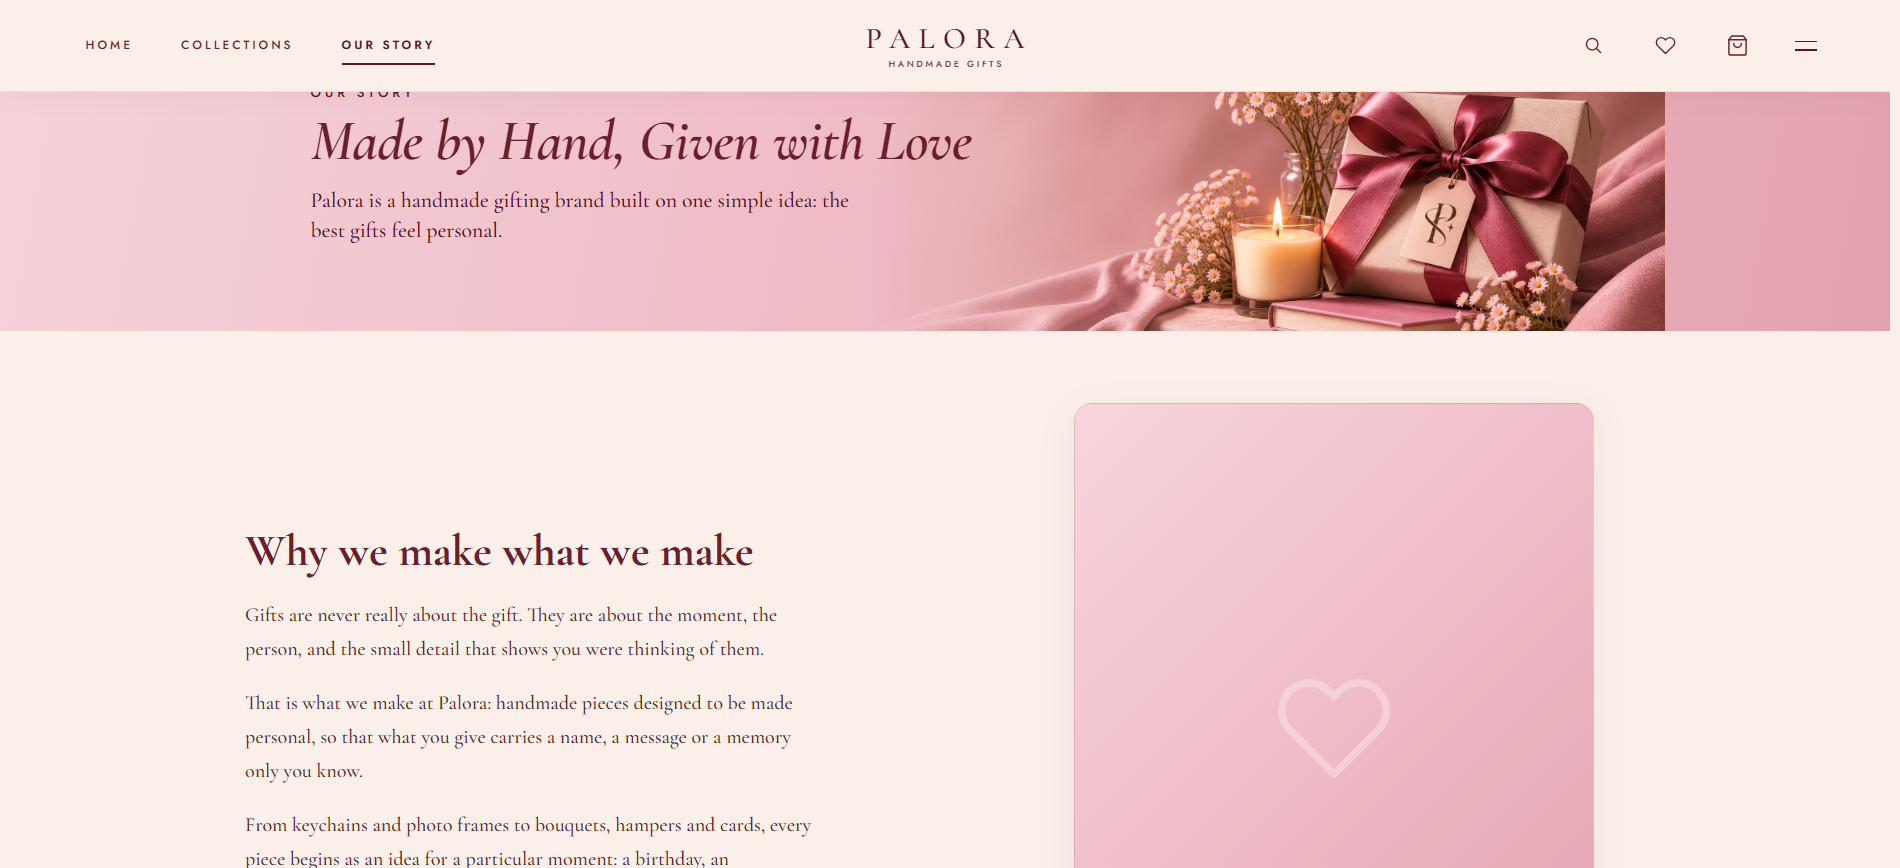 HOME
COLLECTIONS
OUR STORY
PALORA
HANDMADE GIFTS
OUR STORY
Made by Hand, Given with Love
Palora is a handmade gifting brand built on one simple idea: the
best gifts feel personal.
Why we make what we make
Gifts are never really about the gift. They are about the moment, the
person, and the small detail that shows you were thinking of them.
That is what we make at Palora: handmade pieces designed to be made
personal, so that what you give carries a name, a message or a memory
only you know.
From keychains and photo frames to bouquets, hampers and cards, every
piece begins as an idea for a particular moment: a birthday, an